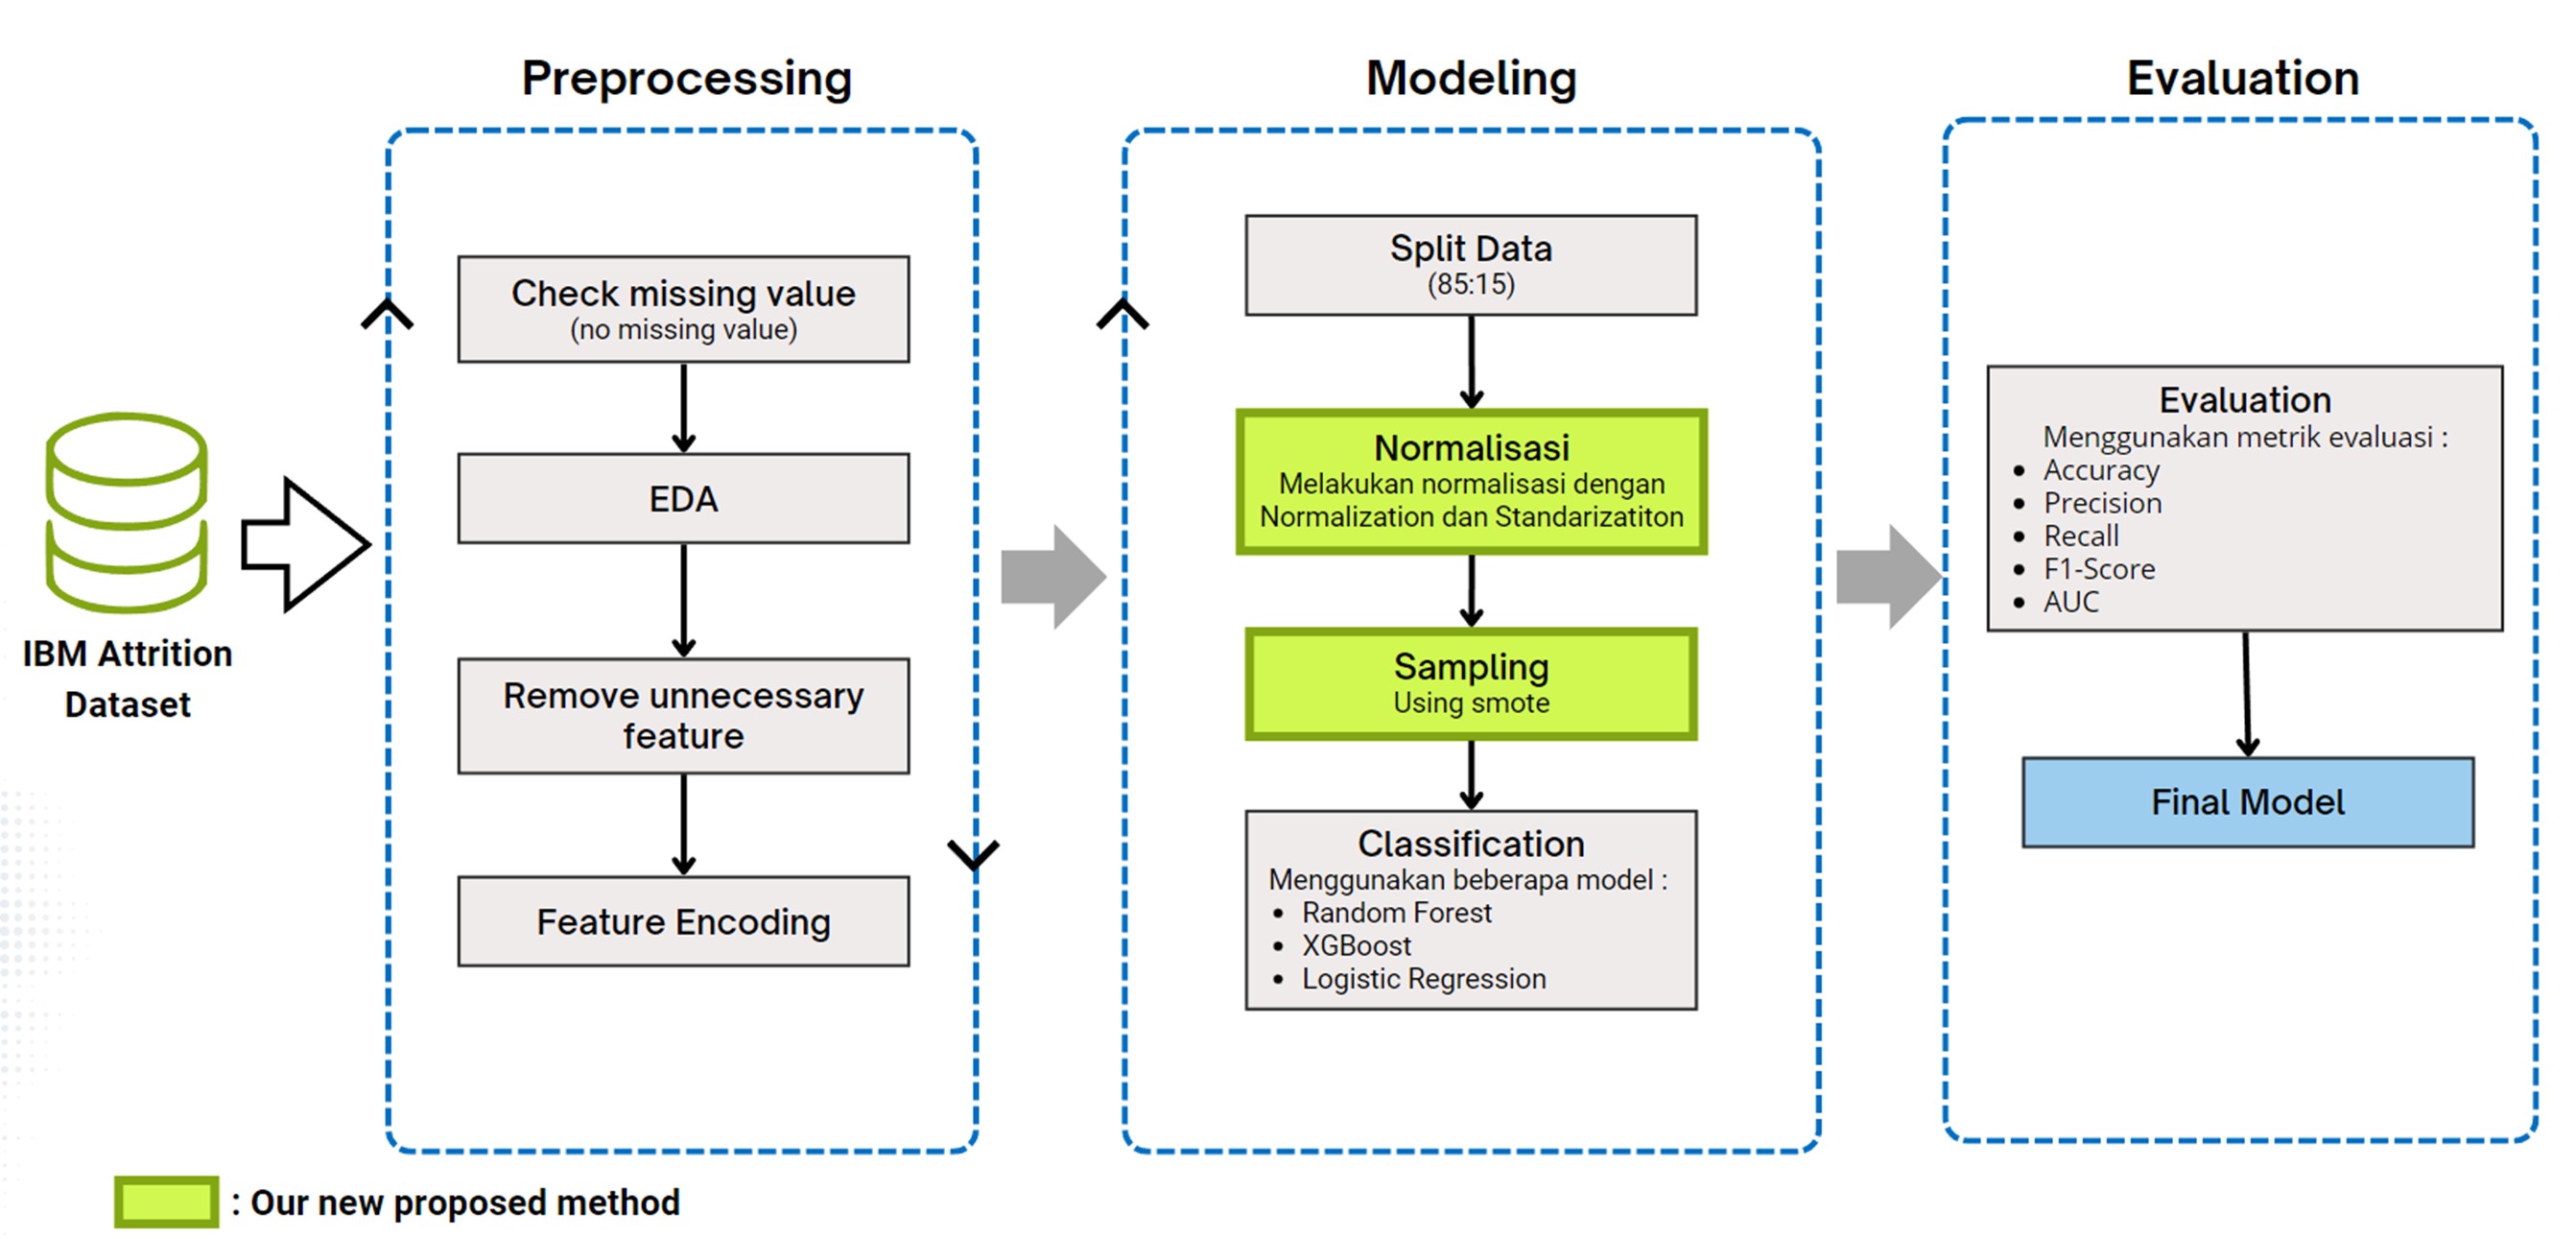 Preprocessing
Modeling
Evaluation
IBM Attrition
Dataset
Check missing value
(no missing value)
EDA
Remove unnecessary
feature
Feature Encoding
Split Data
(85:15)
Normalisasi
Melakukan normalisasi dengan
Normalization dan Standarizatiton
Sampling
Using smote
Classification
Menggunakan beberapa model :
• Random Forest
• XGBoost
• Logistic Regression
Evaluation
Menggunakan metrik evaluasi :
• Accuracy
• Precision
• Recall
• F1-Score
• AUC
Final Model
: Our new proposed method